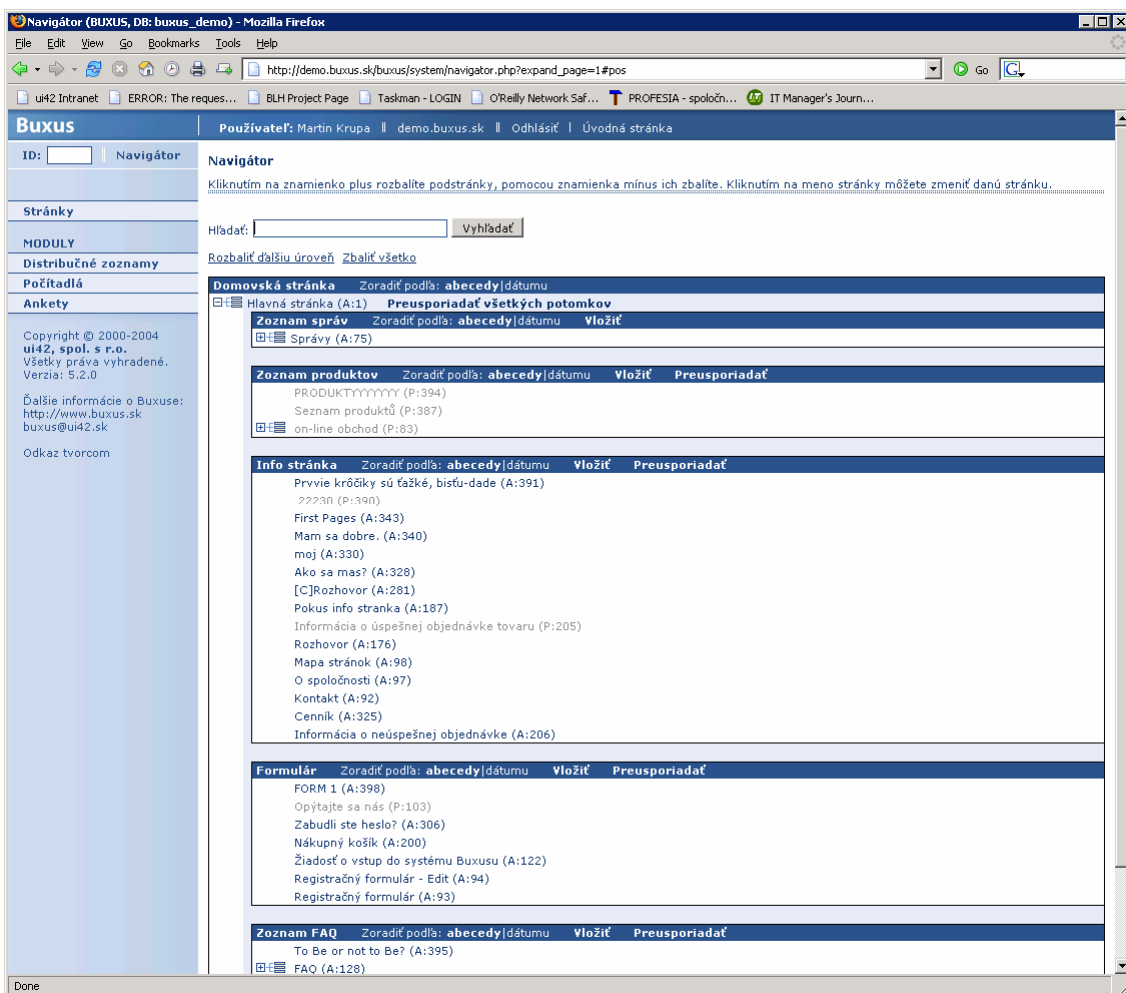 Navigátor (BUXUS, DB: buxus_demo) - Mozilla Firefox
File Edit View Go Bookmarks Tools Help
http://demo.buxus.sk/buxus/system/navigator.php?expand_page=1#pos Go G
ui42 Intranet ERROR: The reques... BLH Project Page Taskman - LOGIN O'Reilly Network Saf... PROFESIA - spoločn... IT Manager's Journ...
Buxus
Používateľ: Martin Krupa || demo.buxus.sk || Odhlásiť | Úvodná stránka
ID: Navigátor
Stránky
MODULY
Distribučné zoznamy
Počítadlá
Ankety
Copyright © 2000-2004
ui42, spol. s r.o.
Všetky práva vyhradené.
Verzia: 5.2.0
Ďalšie informácie o Buxuse:
http://www.buxus.sk
buxus@ui42.sk
Odkaz tvorcom
Navigátor
Kliknutím na znamienko plus rozbalíte podstránky, pomocou znamienka mínus ich zbalíte. Kliknutím na meno stránky môžete zmeniť danú stránku.
Hľadať: Vyhľadať
Rozbaliť ďalšiu úroveň Zbaliť všetko
Domovská stránka Zoradiť podľa: abecedy|dátumu
Hlavná stránka (A:1) Preusporiadať všetkých potomkov
Zoznam správ Zoradiť podľa: abecedy|dátumu Vložiť
Správy (A:75)
Zoznam produktov Zoradiť podľa: abecedy|dátumu Vložiť Preusporiadať
PRODUKTYYYYYYY (P:394)
Seznam produktů (P:387)
on-line obchod (P:83)
Info stránka Zoradiť podľa: abecedy|dátumu Vložiť Preusporiadať
Prvvie krôčiky sú ťažké, bisťu-dade (A:391)
22230 (P:390)
First Pages (A:343)
Mam sa dobre. (A:340)
moj (A:330)
Ako sa mas? (A:328)
[C]Rozhovor (A:281)
Pokus info stranka (A:187)
Informácia o úspešnej objednávke tovaru (P:205)
Rozhovor (A:176)
Mapa stránok (A:98)
O spoločnosti (A:97)
Kontakt (A:92)
Cenník (A:325)
Informácia o neúspešnej objednávke (A:206)
Formulár Zoradiť podľa: abecedy|dátumu Vložiť Preusporiadať
FORM 1 (A:398)
Opýtajte sa nás (P:103)
Zabudli ste heslo? (A:306)
Nákupný košík (A:200)
Žiadosť o vstup do systému Buxusu (A:122)
Registračný formulár - Edit (A:94)
Registračný formulár (A:93)
Zoznam FAQ Zoradiť podľa: abecedy|dátumu Vložiť Preusporiadať
To Be or not to Be? (A:395)
FAQ (A:128)
Done